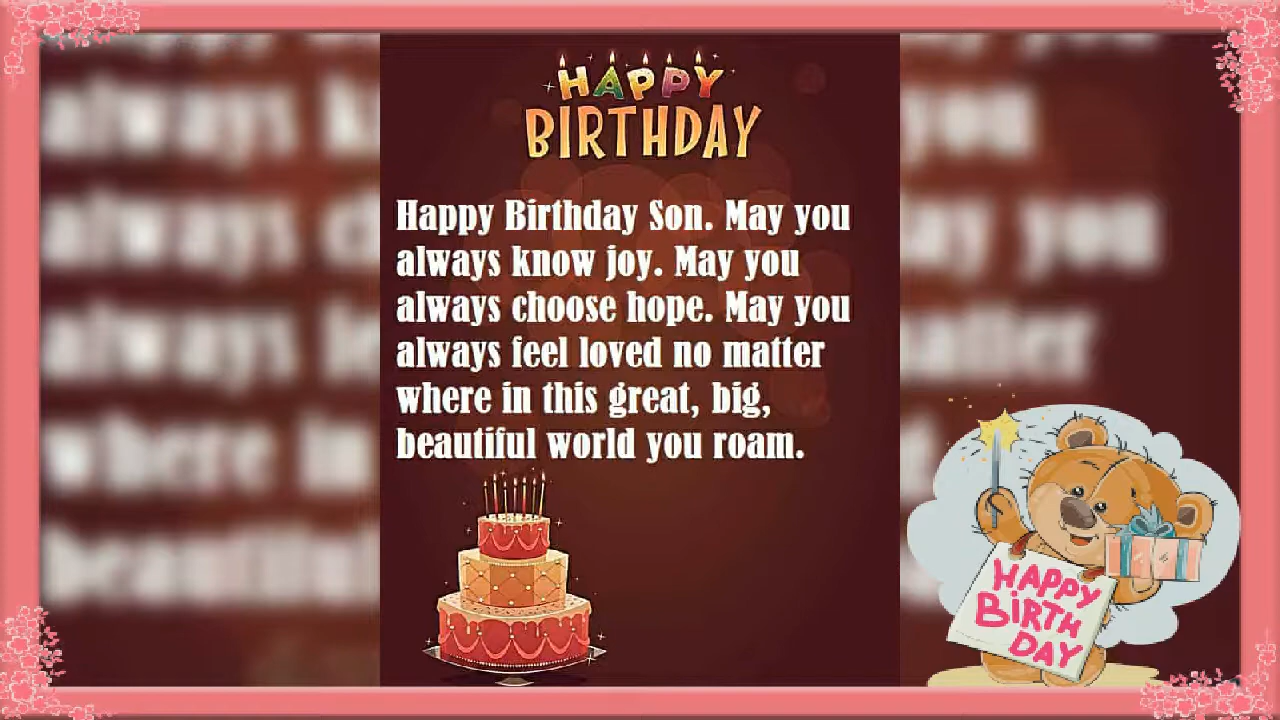 HAPPY
BIRTHDAY
Happy Birthday Son. May you
always know joy. May you
always choose hope. May you
always feel loved no matter
where in this great, big,
beautiful world you roam.
HAPPY
BIRTH
DAY